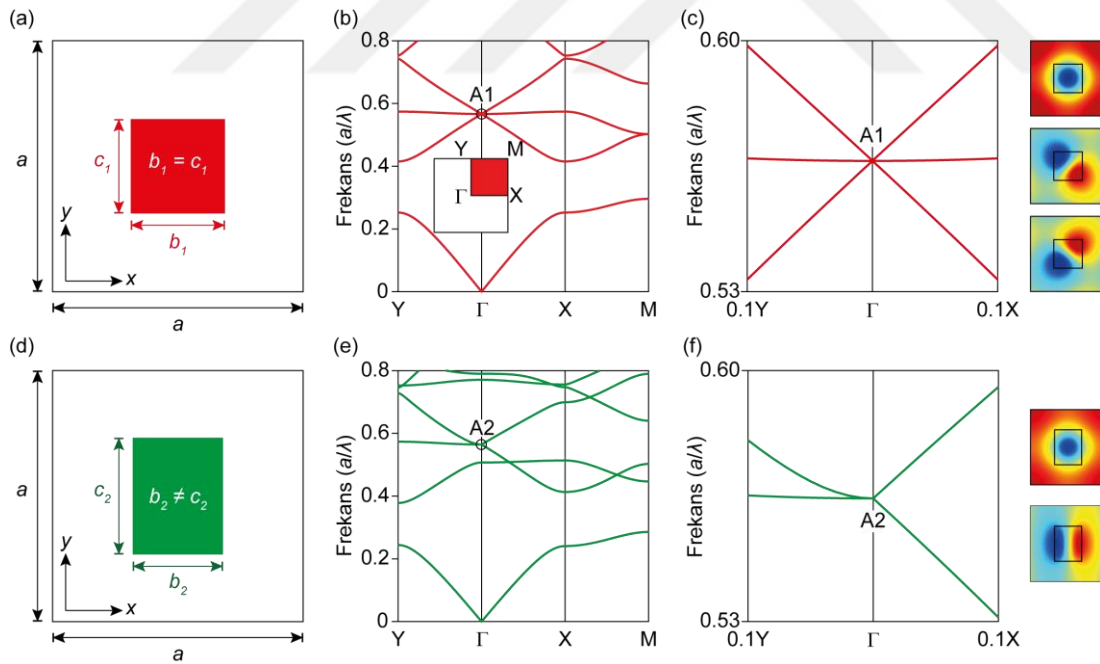 (a)
a
c₁
b₁ = c₁
b₁
y
x
a
(b)
Frekans (a/λ)
0.8
0.6
0.4
0.2
0
A1
Y
M
Γ
X
Y
Γ
X
M
(c)
Frekans (a/λ)
0.60
0.53
A1
0.1Y
Γ
0.1X
(d)
a
c₂
b₂ ≠ c₂
b₂
y
x
a
(e)
Frekans (a/λ)
0.8
0.6
0.4
0.2
0
A2
Y
Γ
X
M
(f)
Frekans (a/λ)
0.60
0.53
A2
0.1Y
Γ
0.1X